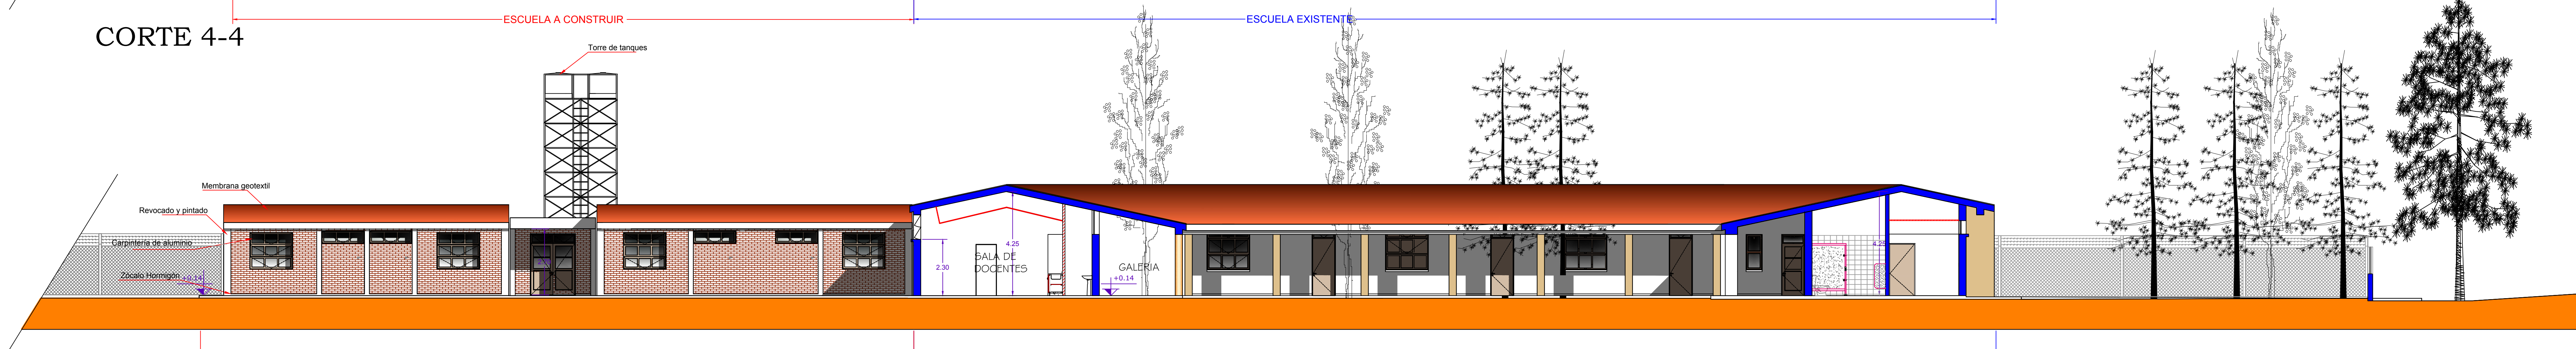 ESCUELA A CONSTRUIR
ESCUELA EXISTENTE
CORTE 4-4
Torre de tanques
Membrana geotextil
Revocado y pintado
Carpintería de aluminio
Zócalo Hormigón
+0.14
2.30
SALA DE
DOCENTES
4.25
GALERIA
+0.14
4.25